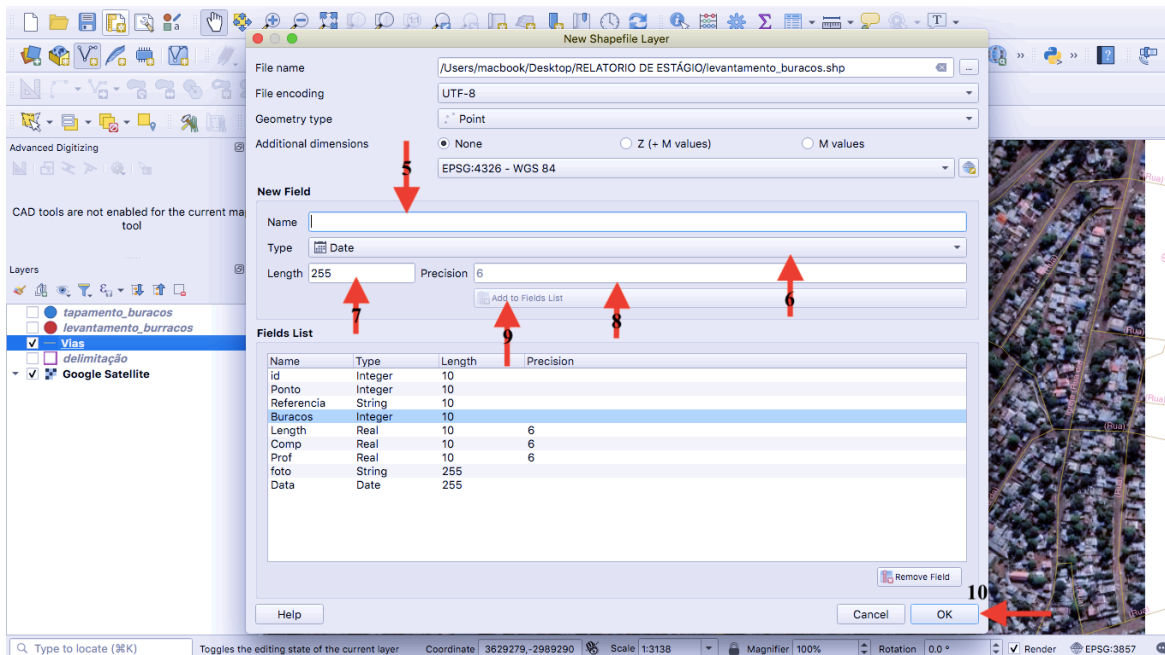 New Shapefile Layer
File name /Users/macbook/Desktop/RELATORIO DE ESTÁGIO/levantamento_buracos.shp ...
File encoding UTF-8
Geometry type Point
Advanced Digitizing
Additional dimensions None Z (+ M values) M values
5
EPSG:4326 - WGS 84
New Field
CAD tools are not enabled for the current ma
tool
Name
Type Date
Layers
Length 255 Precision 6
Add to Fields List
6
7
8
9
tapamento_buracos
levantamento_burracos
Vias
delimitação
Google Satellite
Fields List
Name Type Length Precision
id Integer 10
Ponto Integer 10
Referencia String 10
Buracos Integer 10
Length Real 10 6
Comp Real 10 6
Prof Real 10 6
foto String 255
Data Date 255
(Rua)
(Rua)
(Rua)
(Rua)
(Rua)
Remove Field
10
Help Cancel OK
Type to locate (⌘K) Toggles the editing state of the current layer Coordinate 3629279,-2989290 Scale 1:3138 Magnifier 100% Rotation 0.0 ° Render EPSG:3857